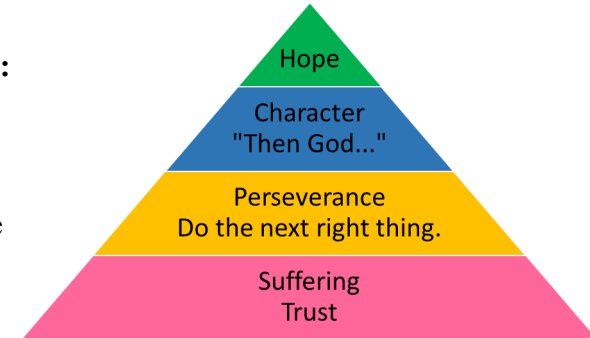 :
Hope
Character
"Then God..."
Perseverance
e
Do the next right thing.
Suffering
Trust